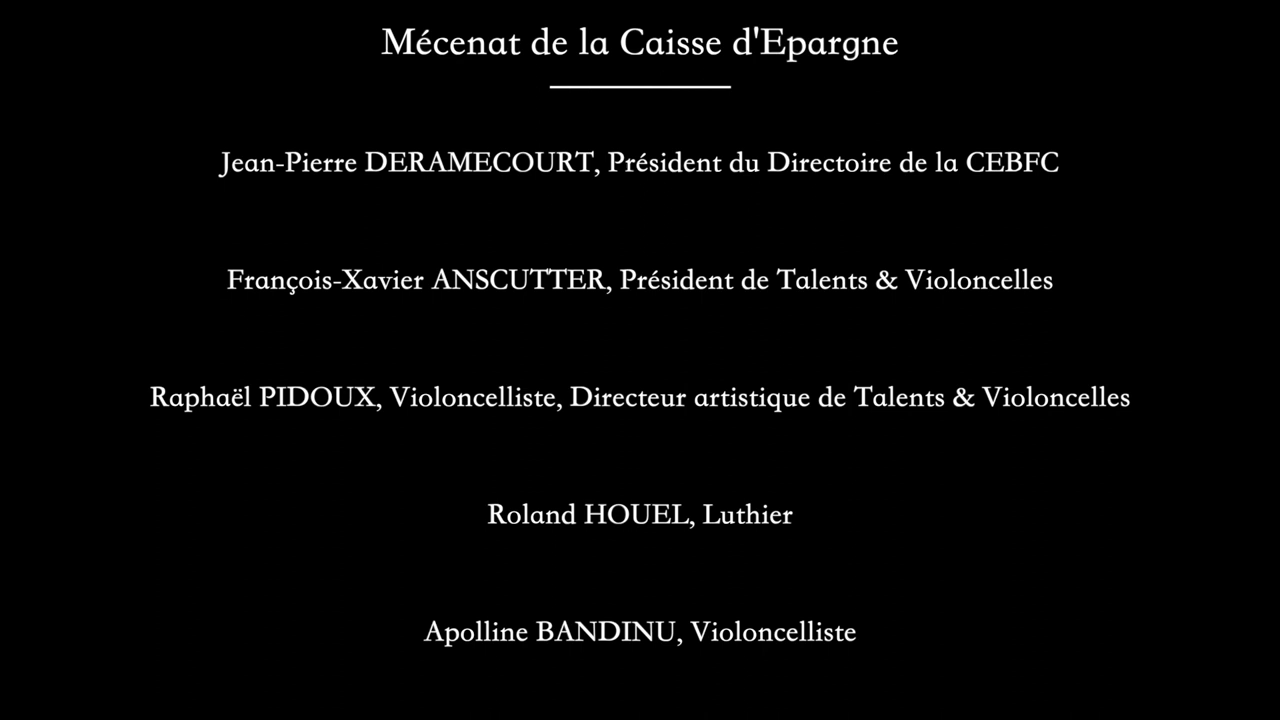 Mécenat de la Caisse d'Epargne
Jean-Pierre DERAMECOURT, Président du Directoire de la CEBFC
François-Xavier ANSCUTTER, Président de Talents & Violoncelles
Raphaël PIDOUX, Violoncelliste, Directeur artistique de Talents & Violoncelles
Roland HOUEL, Luthier
Apolline BANDINU, Violoncelliste